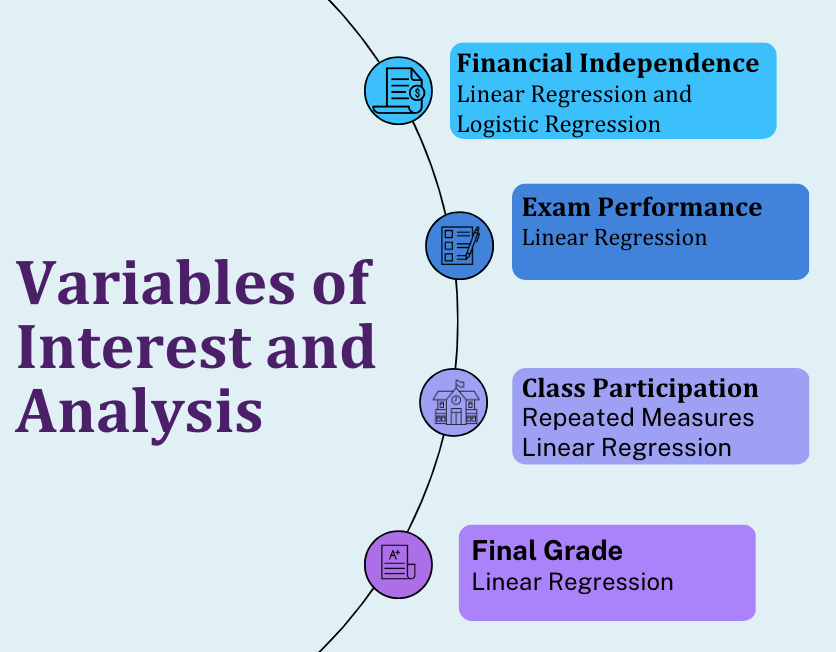 Variables of
Interest and
Analysis
$
Financial Independence
Linear Regression and
Logistic Regression
Exam Performance
Linear Regression
Class Participation
Repeated Measures
Linear Regression
A+
Final Grade
Linear Regression